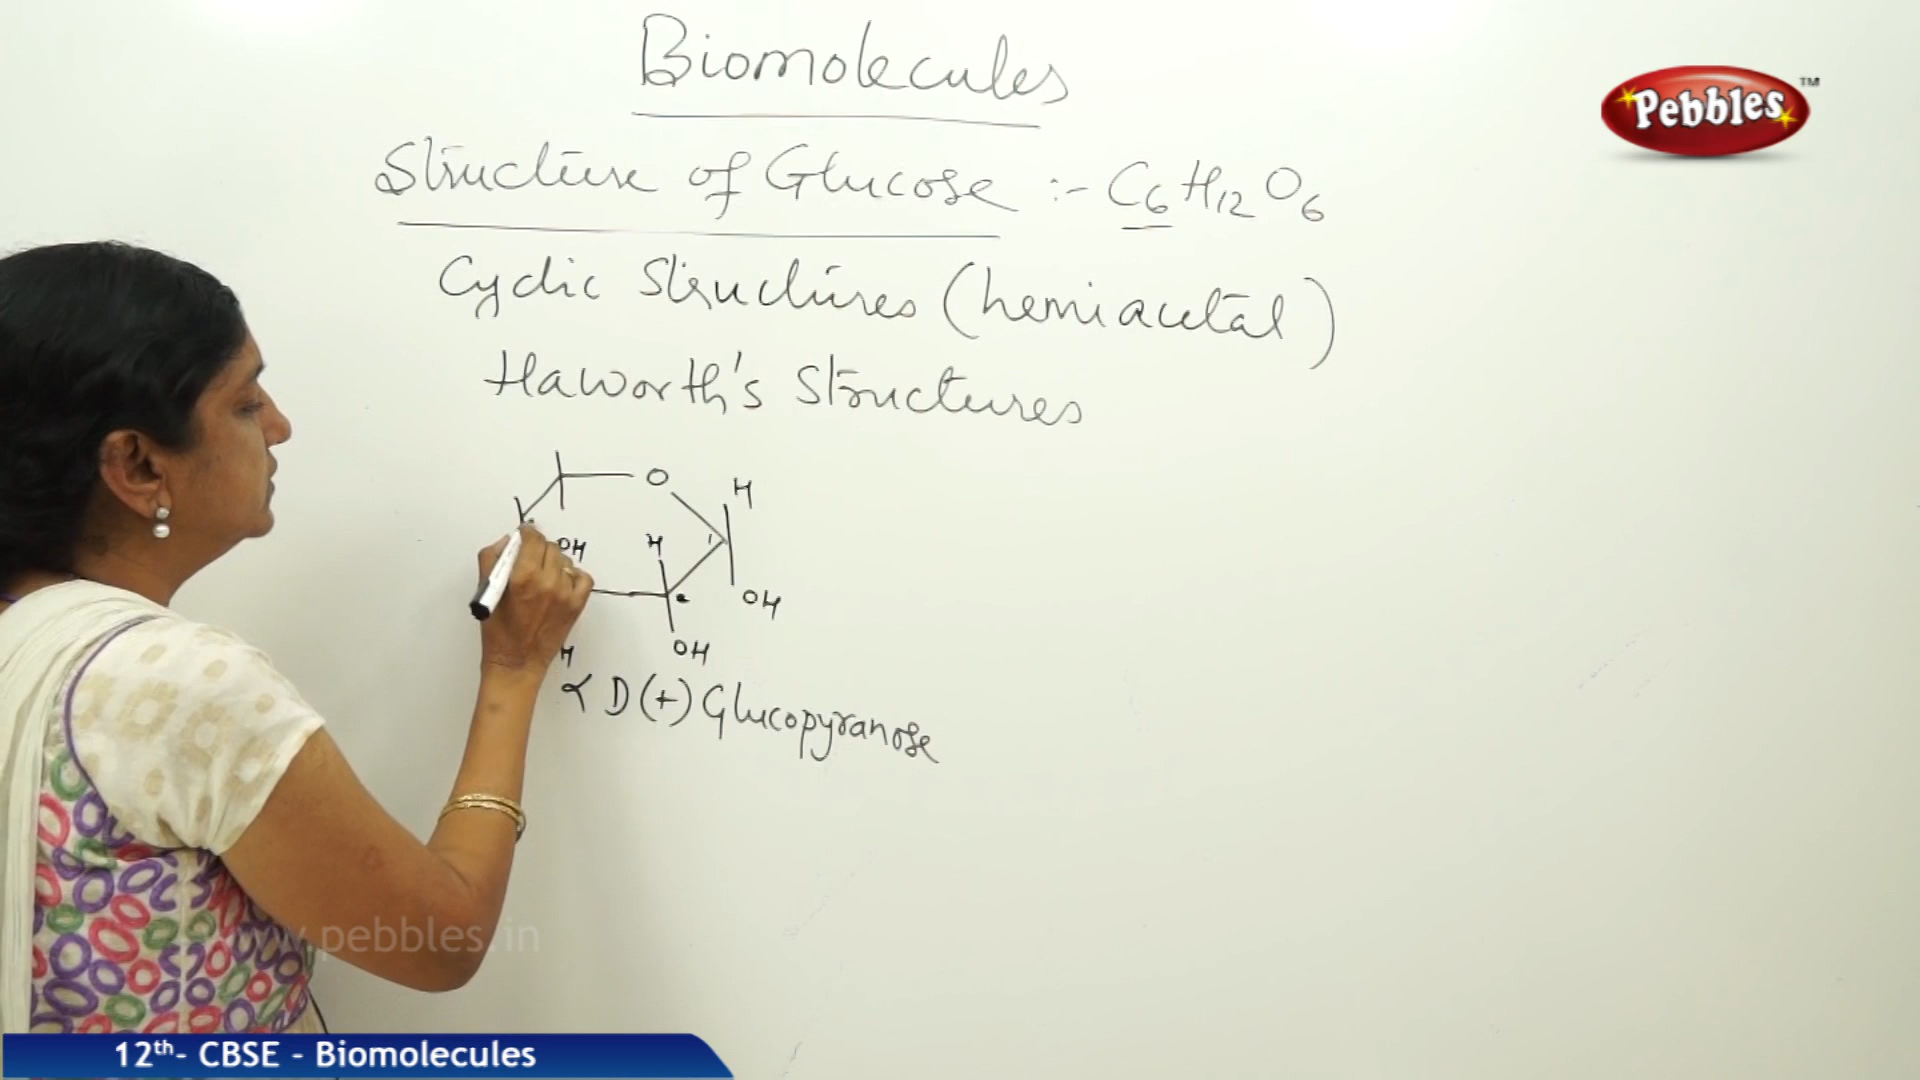 Biomolecules
Pebbles™
Structure of Glucose :- C₆H₁₂O₆
Cyclic Structures (hemiacetal)
Haworth's Structures
O
H
OH H
1
OH
H OH
α D(+) Glucopyranose
www.pebbles.in
12th- CBSE - Biomolecules